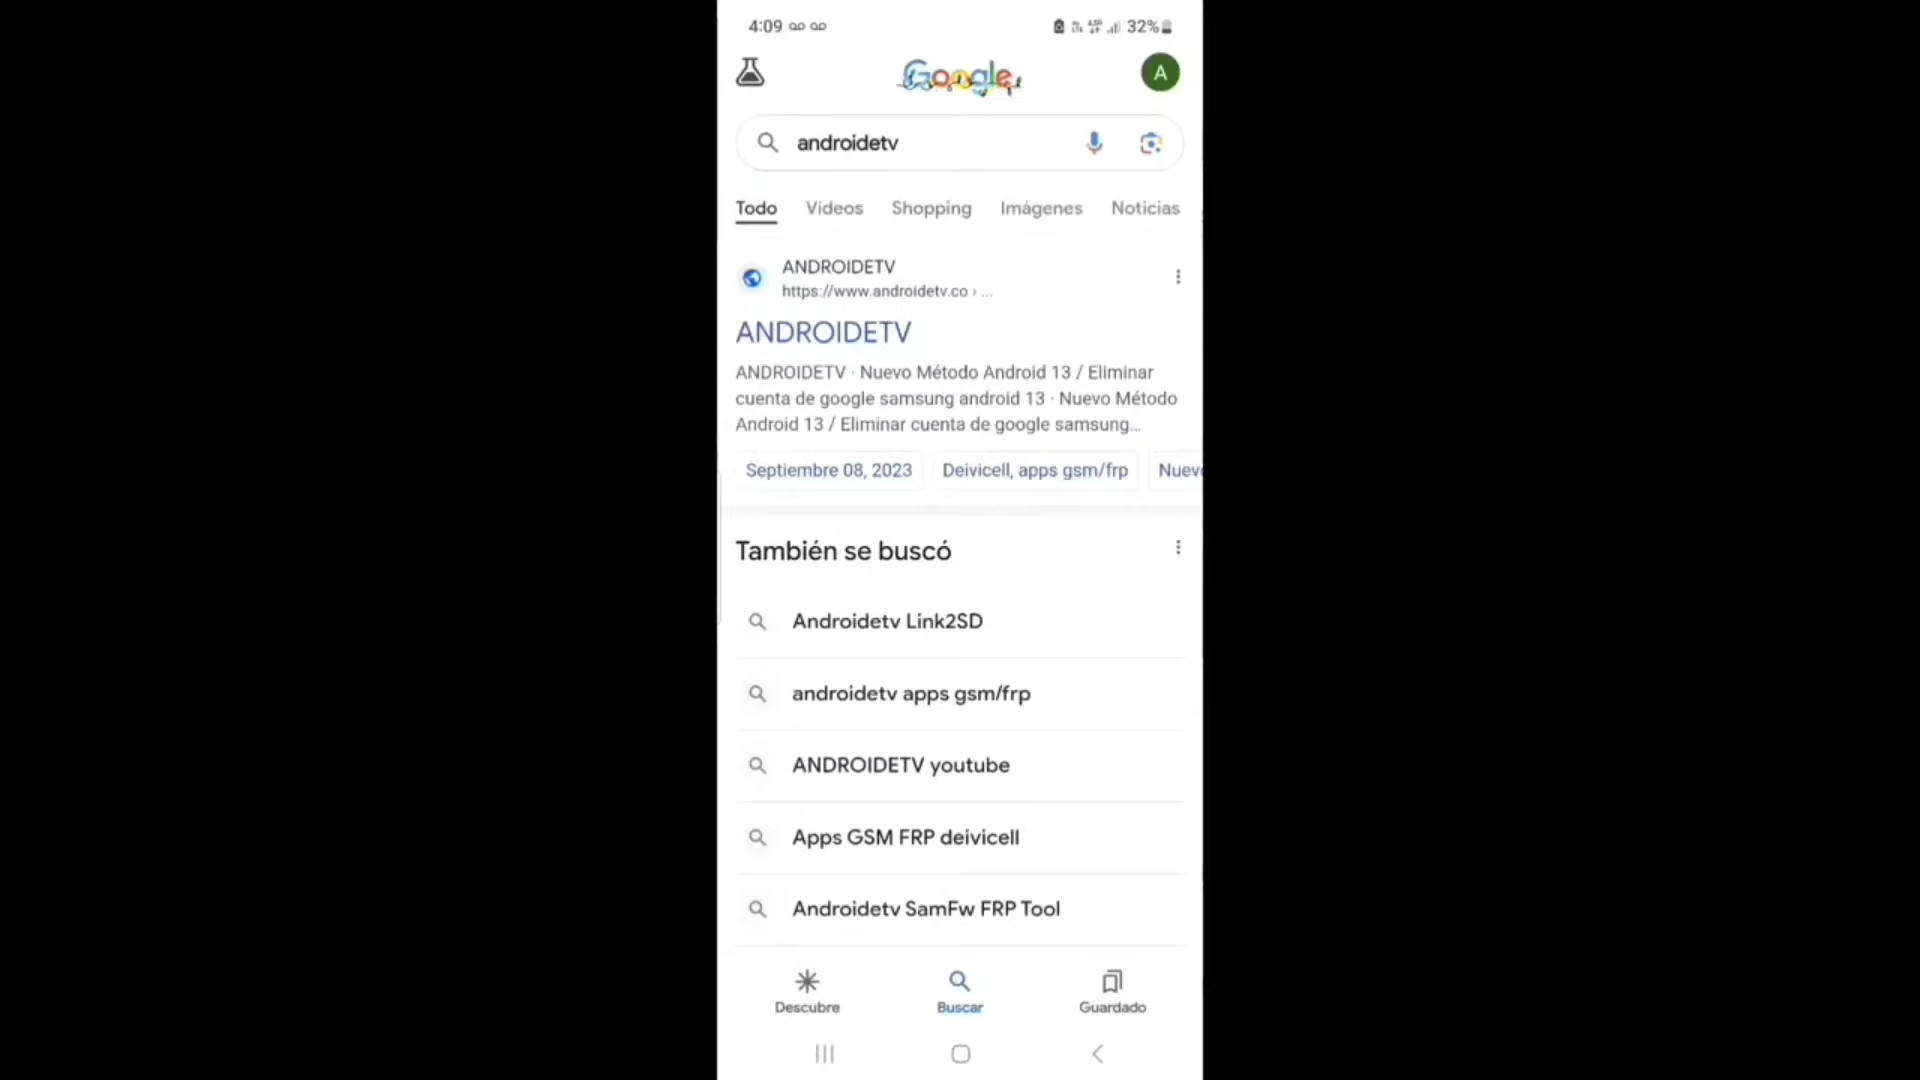 4:09
32%
Google
A
androidetv
Todo Videos Shopping Imágenes Noticias
ANDROIDETV
https://www.androidetv.co › ...
ANDROIDETV
ANDROIDETV · Nuevo Método Android 13 / Eliminar
cuenta de google samsung android 13 · Nuevo Método
Android 13 / Eliminar cuenta de google samsung...
Septiembre 08, 2023 Deivicell, apps gsm/frp
También se buscó
Androidetv Link2SD
androidetv apps gsm/frp
ANDROIDETV youtube
Apps GSM FRP deivicell
Androidetv SamFw FRP Tool
Descubre Buscar Guardado